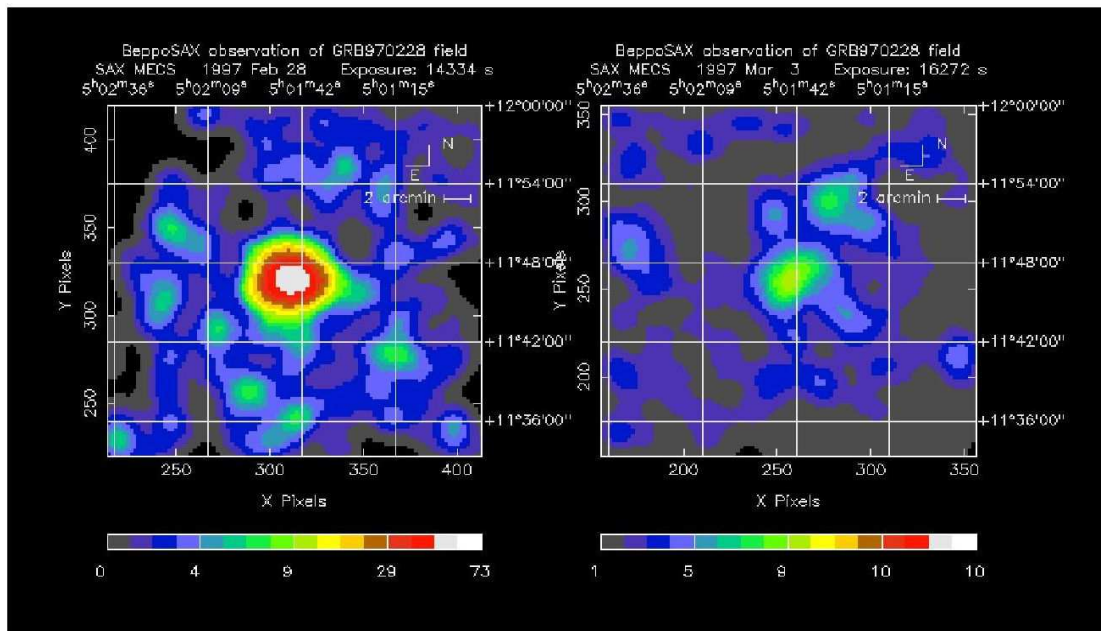 BeppoSAX observation of GRB970228 field
SAX MECS 1997 Feb 28 Exposure: 14334 s
5ʰ02ᵐ36ˢ 5ʰ02ᵐ09ˢ 5ʰ01ᵐ42ˢ 5ʰ01ᵐ15ˢ
+12°00'00"
+11°54'00"
+11°48'00"
+11°42'00"
+11°36'00"
N
E
2 arcmin
400
350
300
250
Y Pixels
250 300 350 400
X Pixels
0 4 9 29 73
BeppoSAX observation of GRB970228 field
SAX MECS 1997 Mar 3 Exposure: 16272 s
5ʰ02ᵐ36ˢ 5ʰ02ᵐ09ˢ 5ʰ01ᵐ42ˢ 5ʰ01ᵐ15ˢ
+12°00'00"
+11°54'00"
+11°48'00"
+11°42'00"
+11°36'00"
N
E
2 arcmin
350
300
250
200
Y Pixels
200 250 300 350
X Pixels
1 5 9 10 10